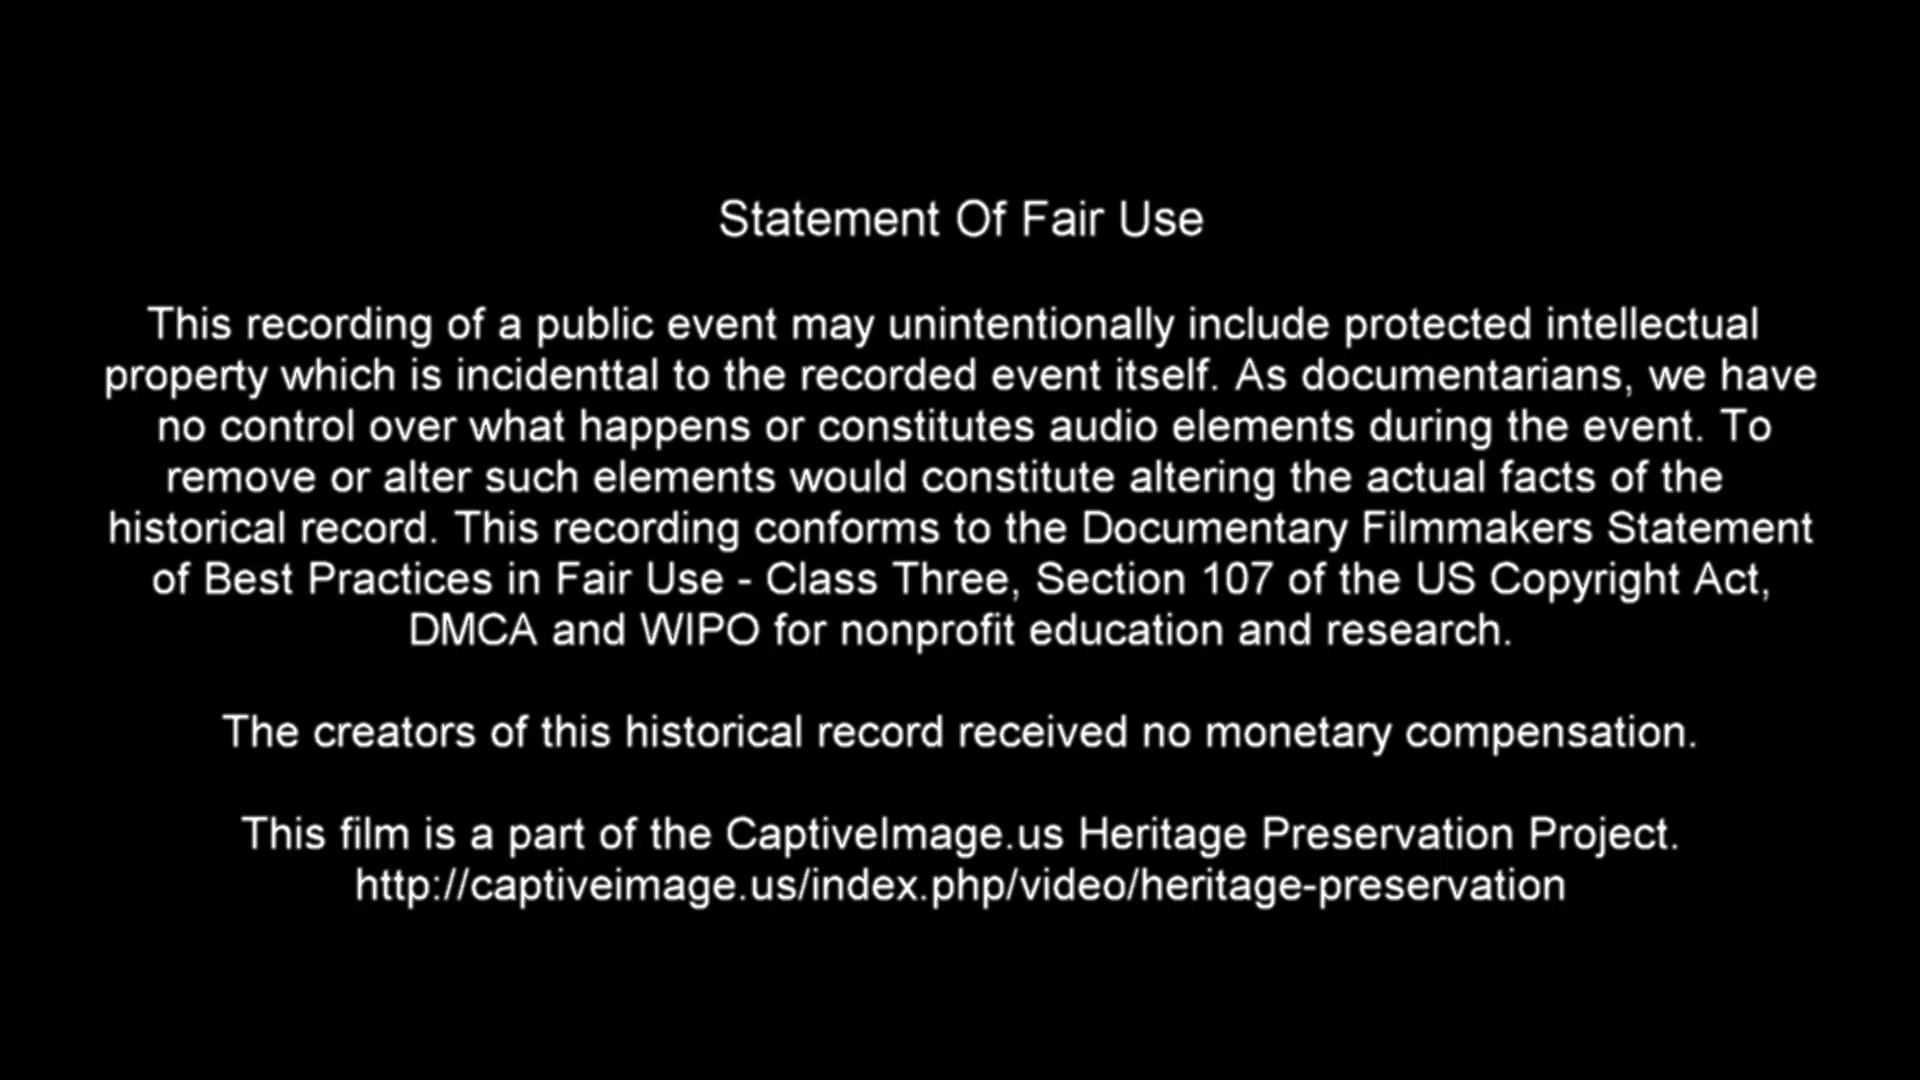 Statement Of Fair Use
This recording of a public event may unintentionally include protected intellectual
property which is incidenttal to the recorded event itself. As documentarians, we have
no control over what happens or constitutes audio elements during the event. To
remove or alter such elements would constitute altering the actual facts of the
historical record. This recording conforms to the Documentary Filmmakers Statement
of Best Practices in Fair Use - Class Three, Section 107 of the US Copyright Act,
DMCA and WIPO for nonprofit education and research.
The creators of this historical record received no monetary compensation.
This film is a part of the CaptiveImage.us Heritage Preservation Project.
http://captiveimage.us/index.php/video/heritage-preservation